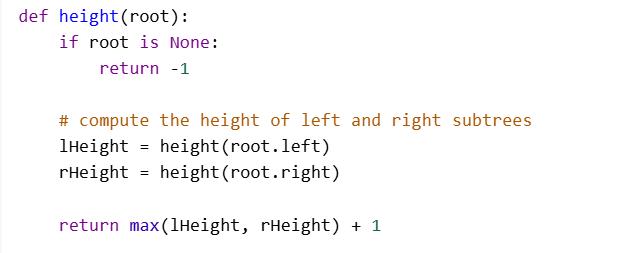 def height(root):
    if root is None:
        return -1

    # compute the height of left and right subtrees
    lHeight = height(root.left)
    rHeight = height(root.right)

    return max(lHeight, rHeight) + 1